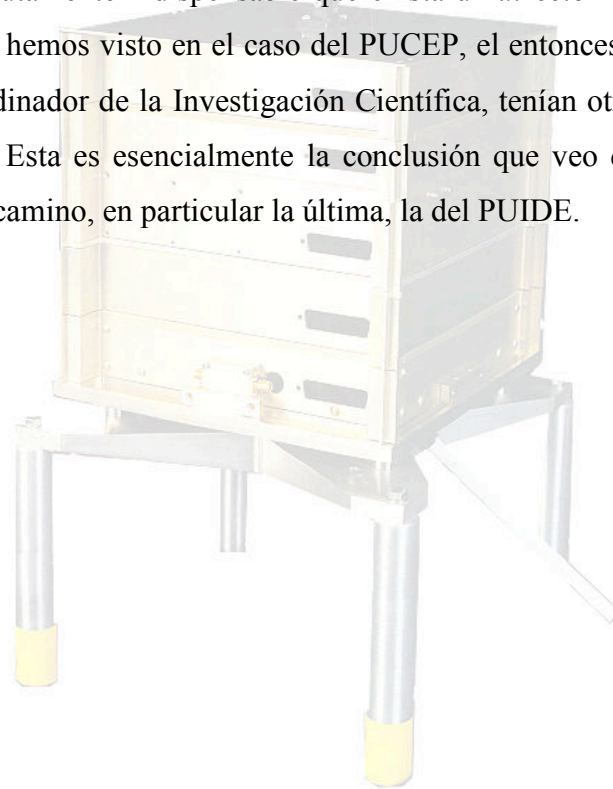 hemos visto en el caso del PUCEP, el entonces
dinador de la Investigación Científica, tenían ot
Esta es esencialmente la conclusión que veo
camino, en particular la última, la del PUIDE.